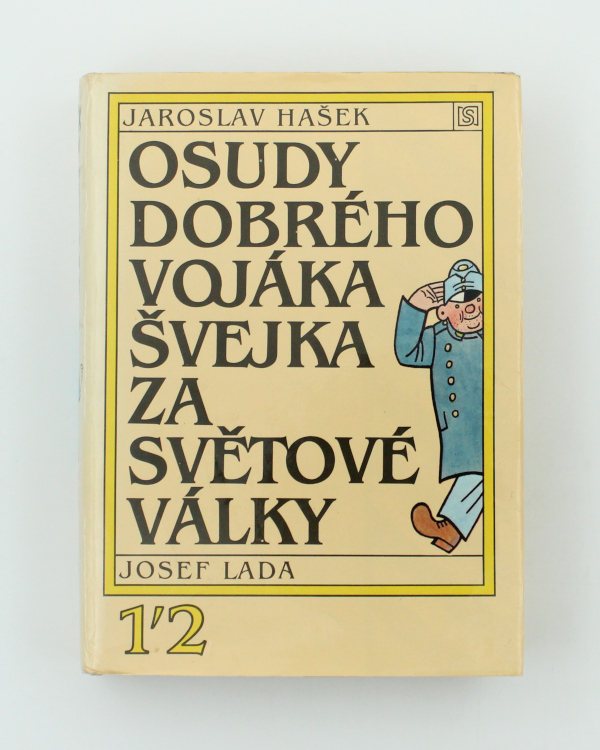 JAROSLAV HAŠEK
S
OSUDY
DOBRÉHO
VOJÁKA
ŠVEJKA
ZA
SVĚTOVÉ
VÁLKY
JOSEF LADA
1'2